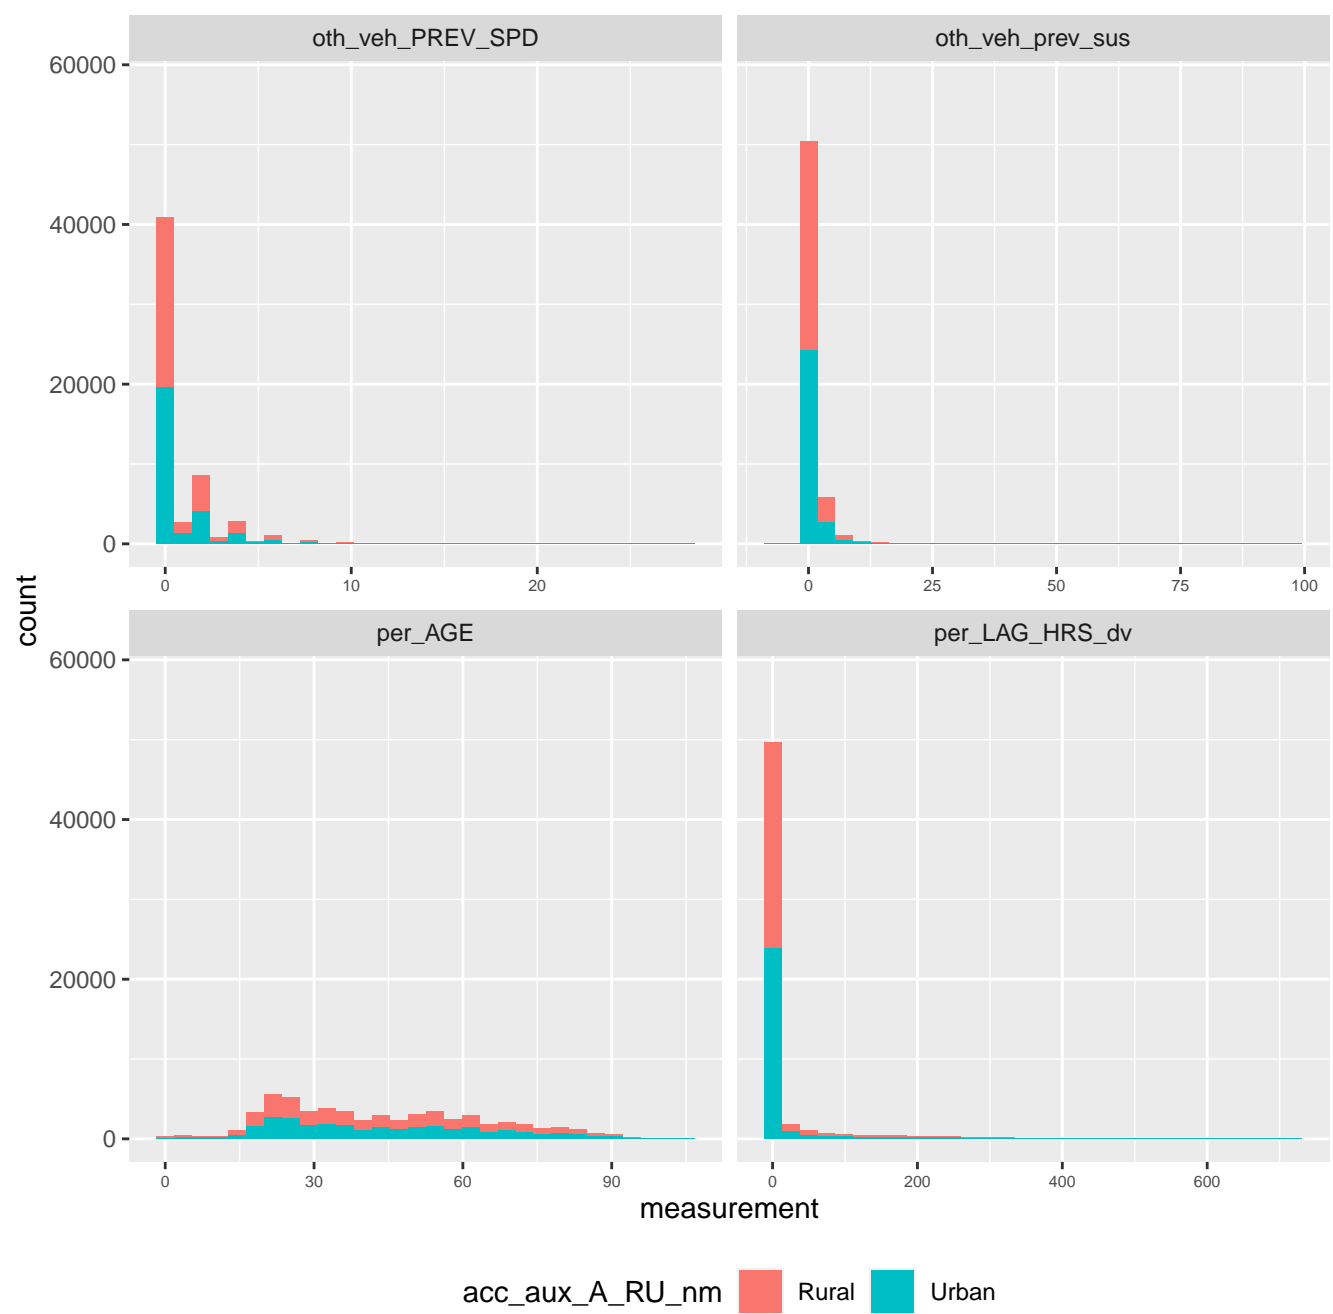 oth_veh_PREV_SPD
oth_veh_prev_sus
60000
40000
20000
0
0 10 20
0 25 50 75 100
count
per_AGE
per_LAG_HRS_dv
60000
40000
20000
0
0 30 60 90
0 200 400 600
measurement
acc_aux_A_RU_nm Rural Urban